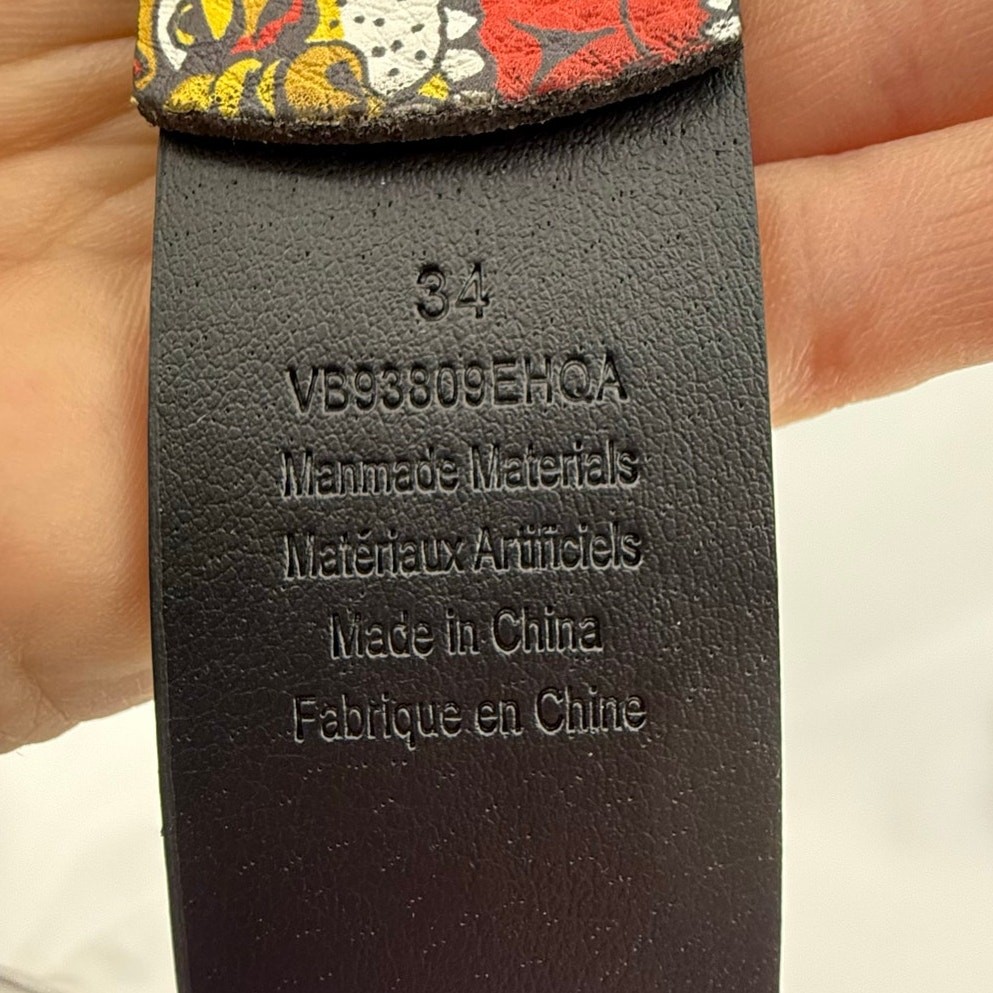 34
VB93809EHQA
Manmade Materials
Matériaux Artificiels
Made in China
Fabrique en Chine